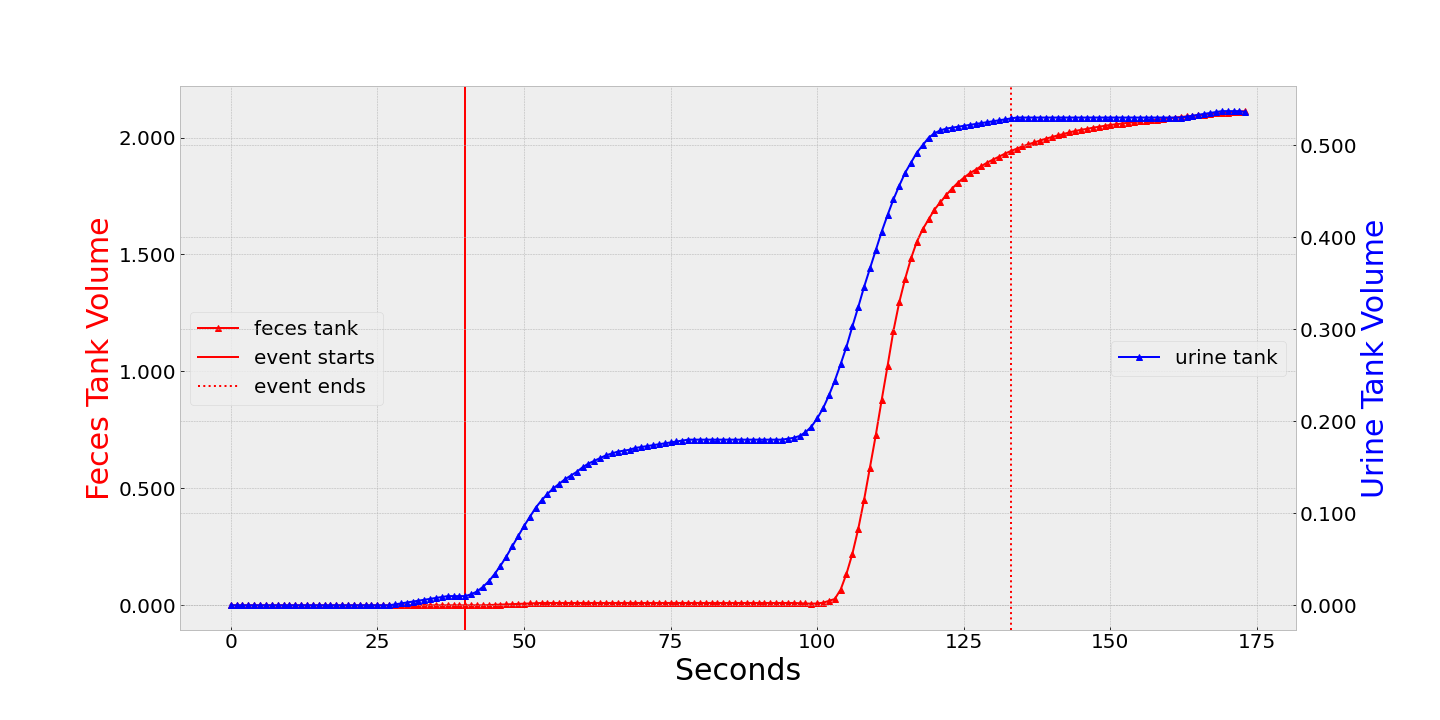 2.000
1.500
1.000
0.500
0.000
Feces Tank Volume
feces tank
event starts
event ends
urine tank
0.500
0.400
0.300
0.200
0.100
0.000
Urine Tank Volume
0 25 50 75 100 125 150 175
Seconds